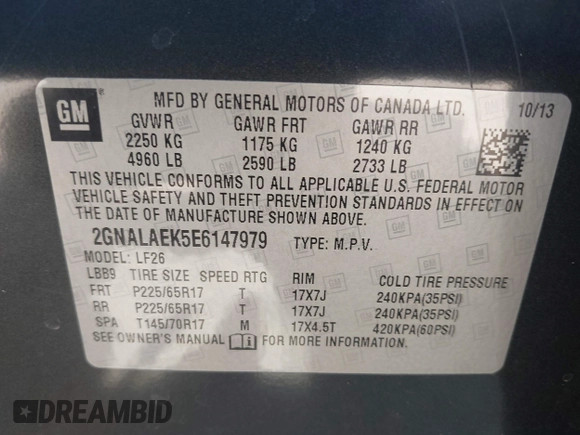 GM
MFD BY GENERAL MOTORS OF CANADA LTD. 10/13
GVWR GAWR FRT GAWR RR
2250 KG 1175 KG 1240 KG
4960 LB 2590 LB 2733 LB
THIS VEHICLE CONFORMS TO ALL APPLICABLE U.S. FEDERAL MOTOR
VEHICLE SAFETY AND THEFT PREVENTION STANDARDS IN EFFECT ON
THE DATE OF MANUFACTURE SHOWN ABOVE.
2GNALAEK5E6147979 TYPE: M.P.V.
MODEL: LF26
LBB9 TIRE SIZE SPEED RTG RIM COLD TIRE PRESSURE
FRT P225/65R17 T 17X7J 240KPA(35PSI)
RR P225/65R17 T 17X7J 240KPA(35PSI)
SPA T145/70R17 M 17X4.5T 420KPA(60PSI)
SEE OWNER'S MANUAL FOR MORE INFORMATION.
DREAMBID